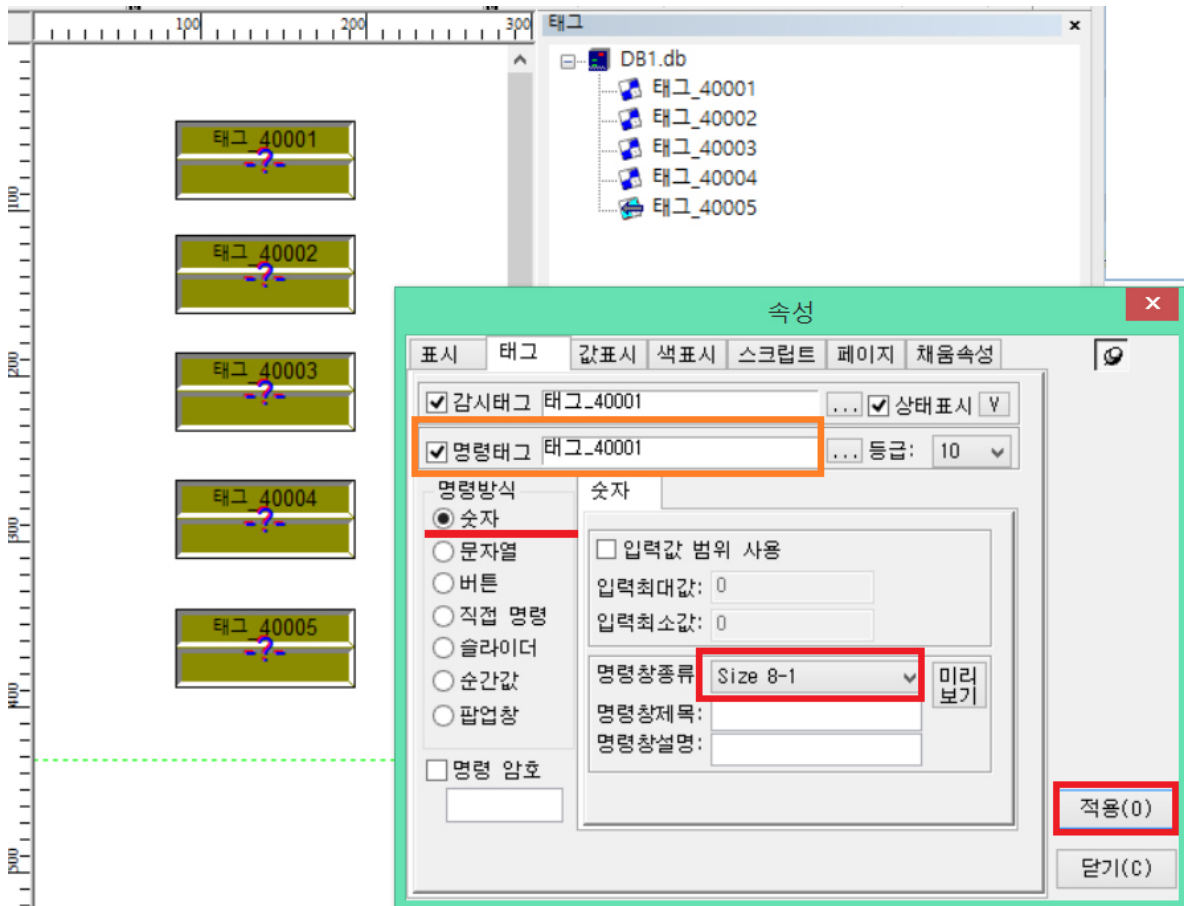 100 200 300
태그
DB1.db
태그_40001
태그_40002
태그_40003
태그_40004
태그_40005
100
200
300
400
500
태그_40001
-?-
태그_40002
-?-
태그_40003
-?-
태그_40004
-?-
태그_40005
-?-
속성
표시 태그 값표시 색표시 스크립트 페이지 채움속성
감시태그 태그_40001 ... 상태표시 V
명령태그 태그_40001 ... 등급: 10
명령방식
숫자
문자열
버튼
직접 명령
슬라이더
순간값
팝업창
명령 암호
숫자
입력값 범위 사용
입력최대값: 0
입력최소값: 0
명령창종류 Size 8-1
미리
보기
명령창제목:
명령창설명:
적용(O)
닫기(C)